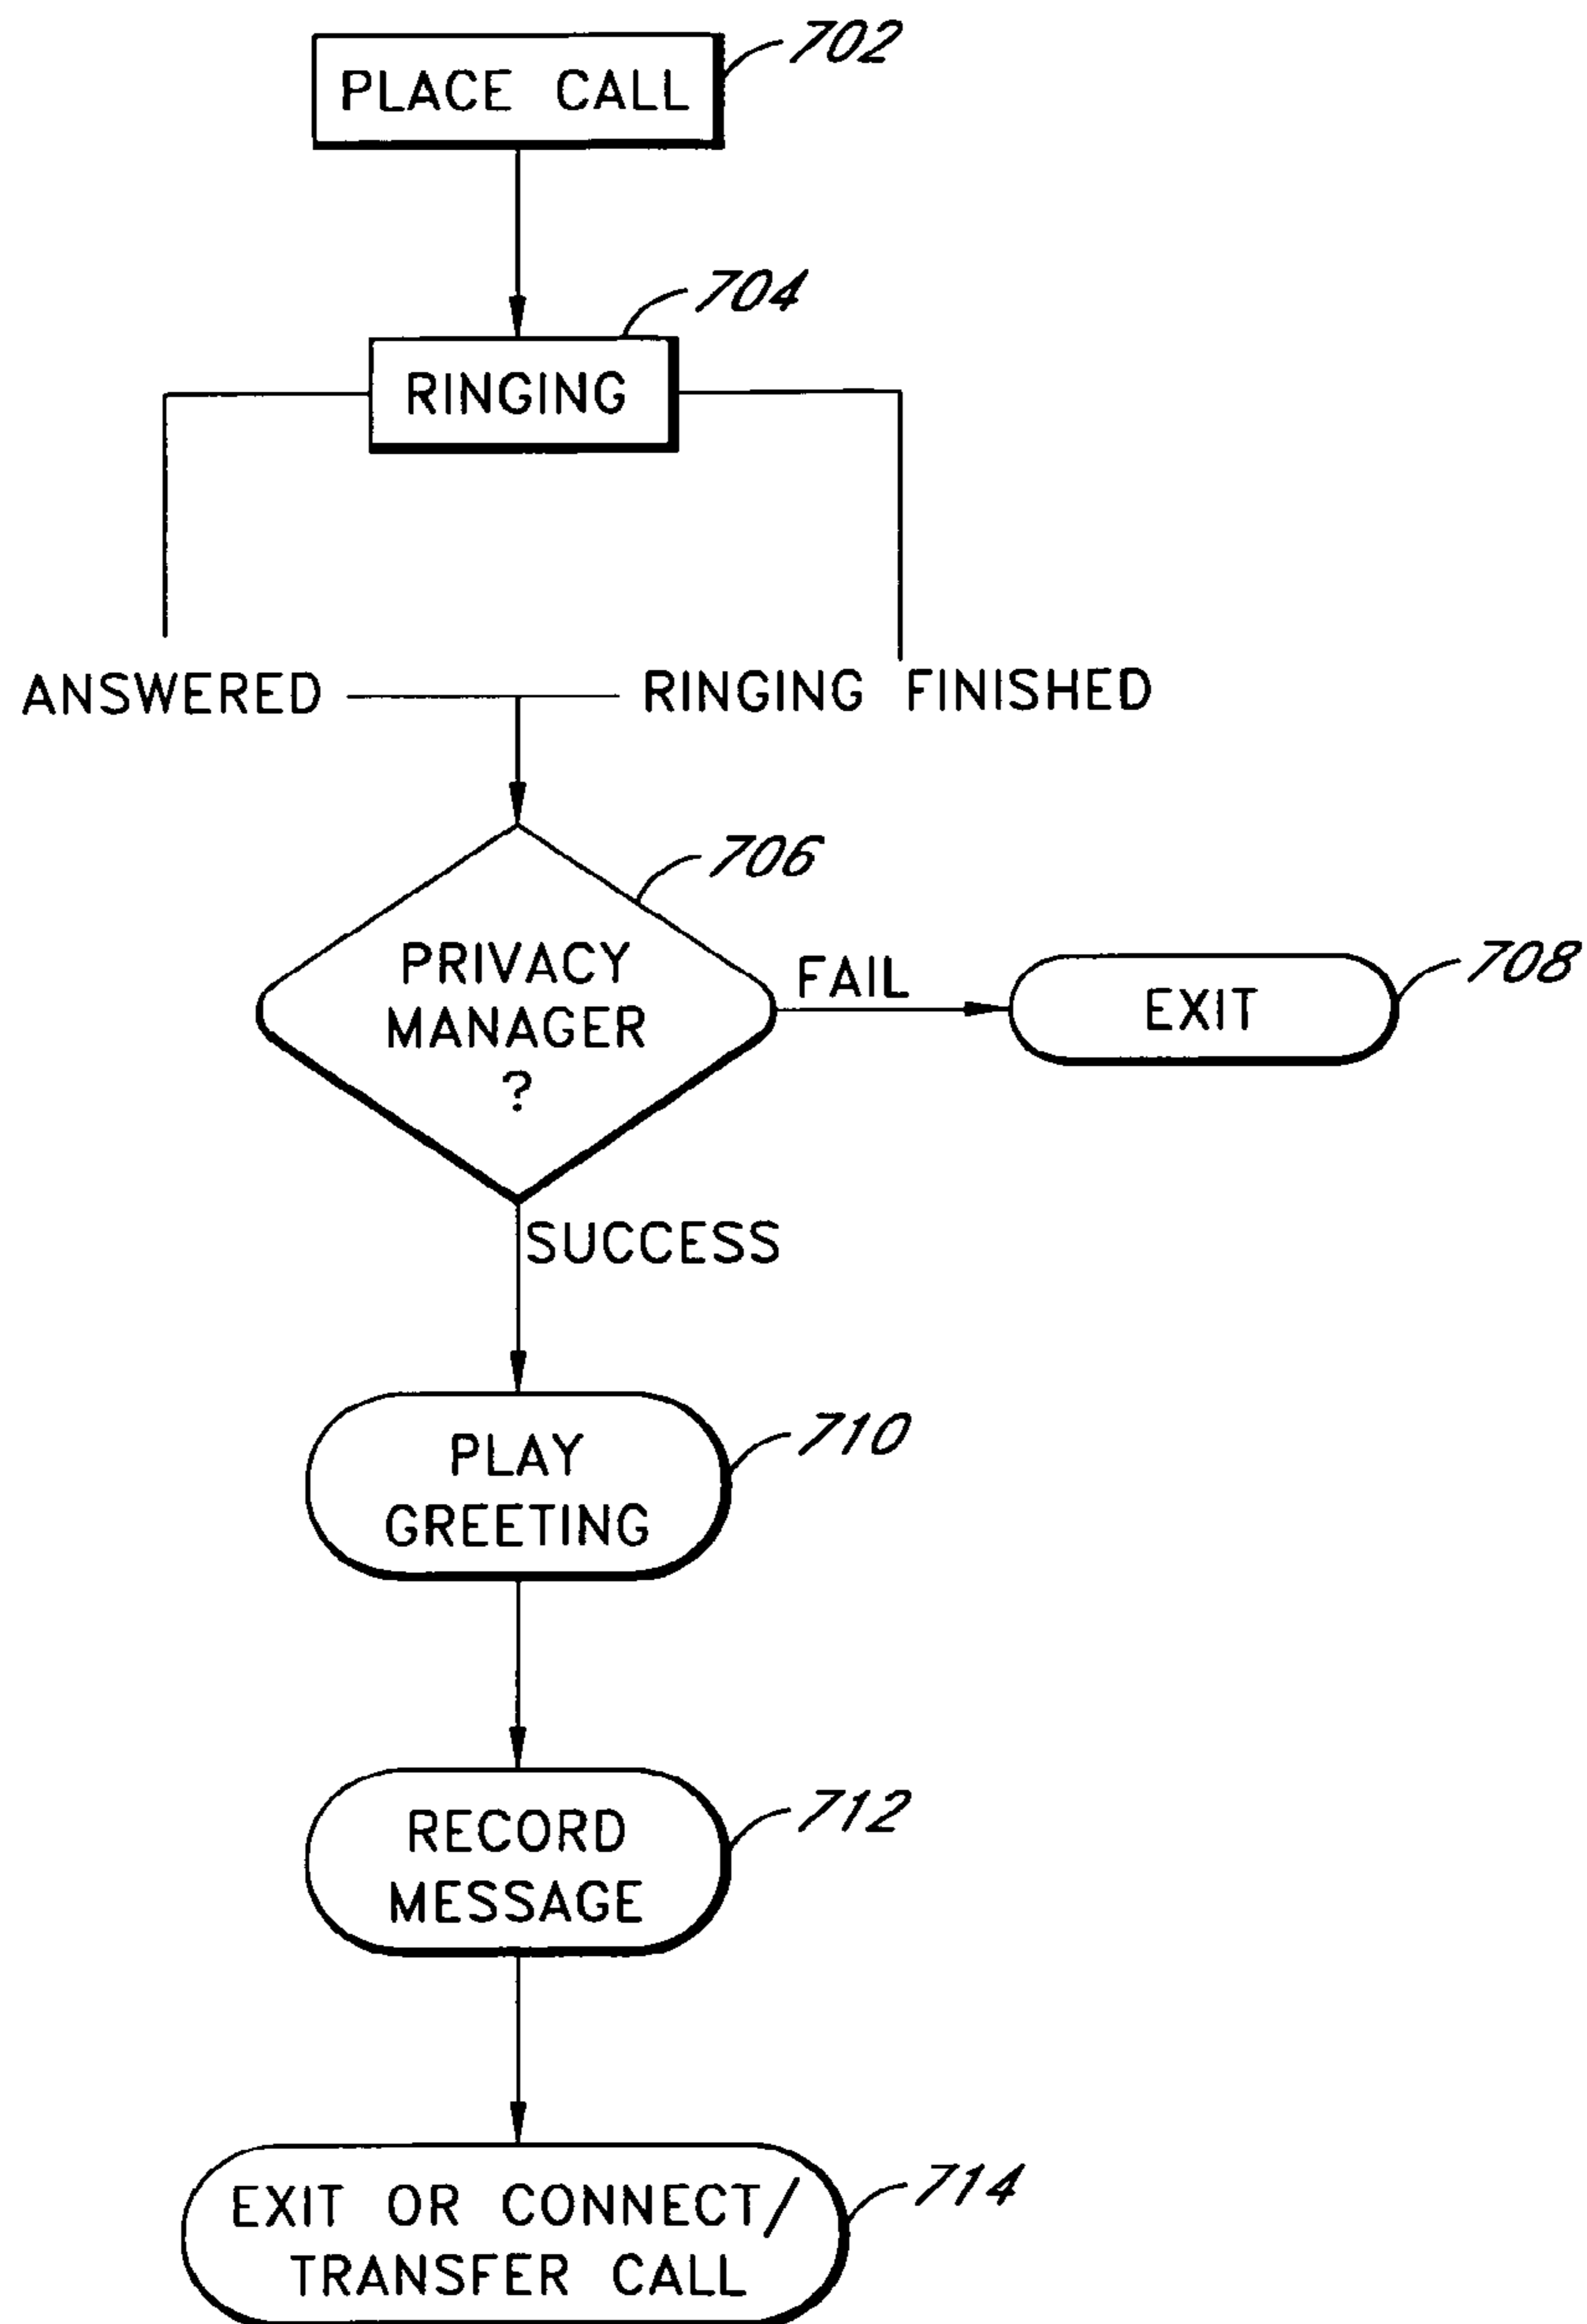 702
PLACE CALL
704
RINGING
ANSWERED
RINGING FINISHED
706
PRIVACY
MANAGER
?
FAIL
708
EXIT
SUCCESS
710
PLAY
GREETING
712
RECORD
MESSAGE
714
EXIT OR CONNECT/
TRANSFER CALL